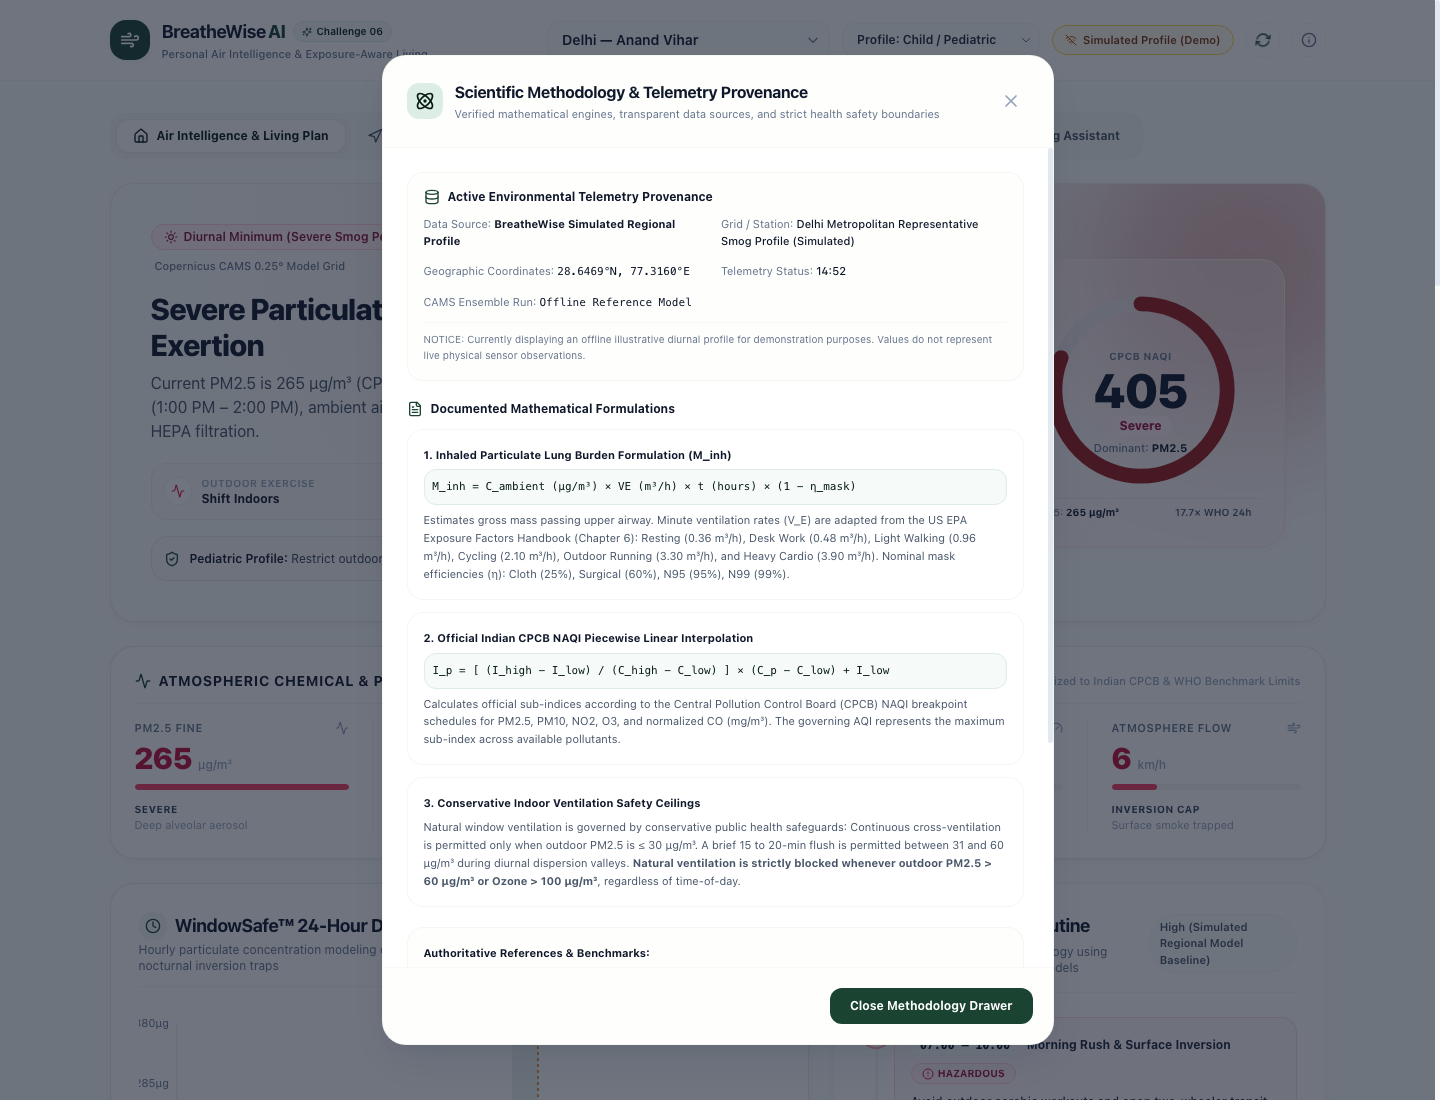 BreatheWise AI
Challenge 06
Personal Air Intelligence & Exposure-Aware Living
Delhi — Anand Vihar
Profile: Child / Pediatric
Simulated Profile (Demo)
Air Intelligence & Living Plan
g Assistant
Scientific Methodology & Telemetry Provenance
Verified mathematical engines, transparent data sources, and strict health safety boundaries
Active Environmental Telemetry Provenance
Data Source: BreatheWise Simulated Regional
Profile
Grid / Station: Delhi Metropolitan Representative
Smog Profile (Simulated)
Geographic Coordinates: 28.6469°N, 77.3160°E
Telemetry Status: 14:52
CAMS Ensemble Run: Offline Reference Model
NOTICE: Currently displaying an offline illustrative diurnal profile for demonstration purposes. Values do not represent
live physical sensor observations.
Documented Mathematical Formulations
1. Inhaled Particulate Lung Burden Formulation (M_inh)
M_inh = C_ambient (µg/m³) × VE (m³/h) × t (hours) × (1 − η_mask)
Estimates gross mass passing upper airway. Minute ventilation rates (V_E) are adapted from the US EPA
Exposure Factors Handbook (Chapter 6): Resting (0.36 m³/h), Desk Work (0.48 m³/h), Light Walking (0.96
m³/h), Cycling (2.10 m³/h), Outdoor Running (3.30 m³/h), and Heavy Cardio (3.90 m³/h). Nominal mask
efficiencies (η): Cloth (25%), Surgical (60%), N95 (95%), N99 (99%).
2. Official Indian CPCB NAQI Piecewise Linear Interpolation
I_p = [ (I_high − I_low) / (C_high − C_low) ] × (C_p − C_low) + I_low
Calculates official sub-indices according to the Central Pollution Control Board (CPCB) NAQI breakpoint
schedules for PM2.5, PM10, NO2, O3, and normalized CO (mg/m³). The governing AQI represents the maximum
sub-index across available pollutants.
3. Conservative Indoor Ventilation Safety Ceilings
Natural window ventilation is governed by conservative public health safeguards: Continuous cross-ventilation
is permitted only when outdoor PM2.5 is ≤ 30 µg/m³. A brief 15 to 20-min flush is permitted between 31 and 60
µg/m³ during diurnal dispersion valleys. Natural ventilation is strictly blocked whenever outdoor PM2.5 >
60 µg/m³ or Ozone > 100 µg/m³, regardless of time-of-day.
Authoritative References & Benchmarks:
Close Methodology Drawer
Diurnal Minimum (Severe Smog Pe
Copernicus CAMS 0.25° Model Grid
Severe Particulat
Exertion
Current PM2.5 is 265 µg/m³ (CP
(1:00 PM – 2:00 PM), ambient ai
HEPA filtration.
OUTDOOR EXERCISE
Shift Indoors
Pediatric Profile: Restrict outdoor
CPCB NAQI
405
Severe
Dominant: PM2.5
5: 265 µg/m³
17.7× WHO 24h
ATMOSPHERIC CHEMICAL & P
ized to Indian CPCB & WHO Benchmark Limits
PM2.5 FINE
265 µg/m³
SEVERE
Deep alveolar aerosol
ATMOSPHERE FLOW
6 km/h
INVERSION CAP
Surface smoke trapped
WindowSafe™ 24-Hour D
Hourly particulate concentration modeling
nocturnal inversion traps
utine
ogy using
dels
High (Simulated
Regional Model
Baseline)
380µg
285µg
Morning Rush & Surface Inversion
HAZARDOUS